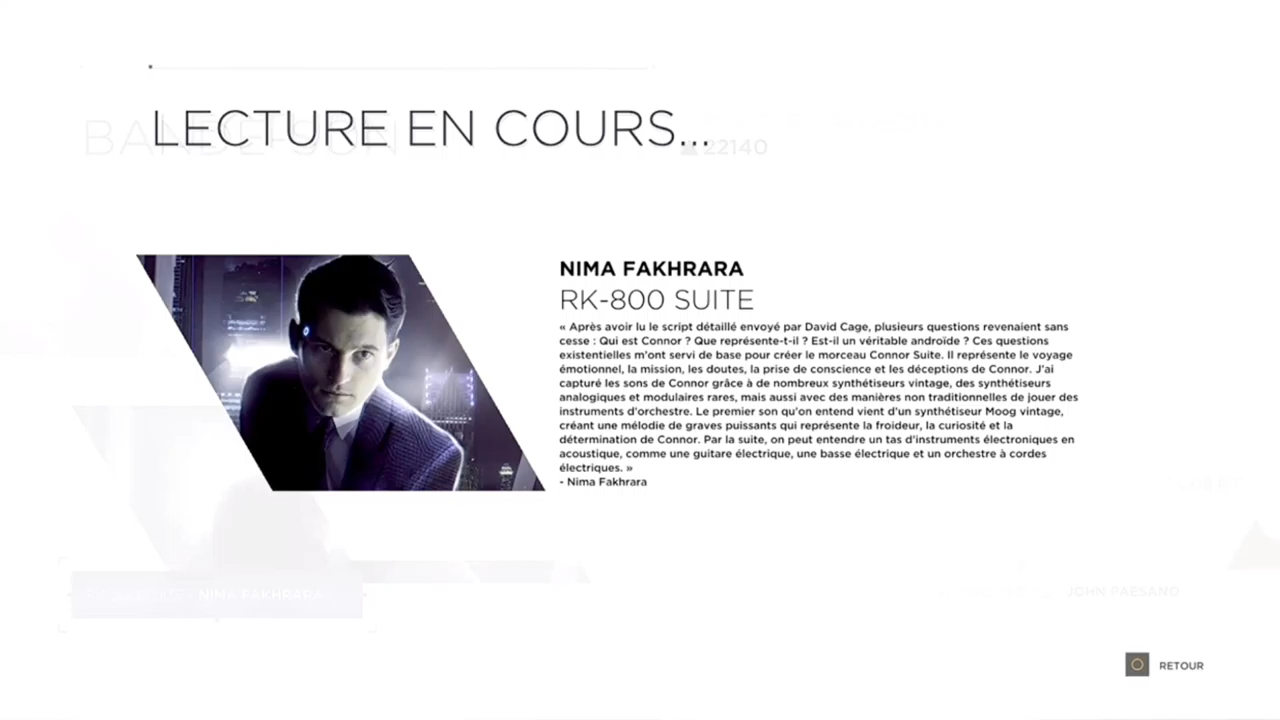 LECTURE EN COURS...
BANDE-SON
22140
NIMA FAKHRARA
RK-800 SUITE
« Après avoir lu le script détaillé envoyé par David Cage, plusieurs questions revenaient sans
cesse : Qui est Connor ? Que représente-t-il ? Est-il un véritable androïde ? Ces questions
existentielles m'ont servi de base pour créer le morceau Connor Suite. Il représente le voyage
émotionnel, la mission, les doutes, la prise de conscience et les déceptions de Connor. J'ai
capturé les sons de Connor grâce à de nombreux synthétiseurs vintage, des synthétiseurs
analogiques et modulaires rares, mais aussi avec des manières non traditionnelles de jouer des
instruments d'orchestre. Le premier son qu'on entend vient d'un synthétiseur Moog vintage,
créant une mélodie de graves puissants qui représente la froideur, la curiosité et la
détermination de Connor. Par la suite, on peut entendre un tas d'instruments électroniques en
acoustique, comme une guitare électrique, une basse électrique et un orchestre à cordes
électriques. »
- Nima Fakhrara
NIMA FAKHRARA
JOHN PAESANO
RETOUR